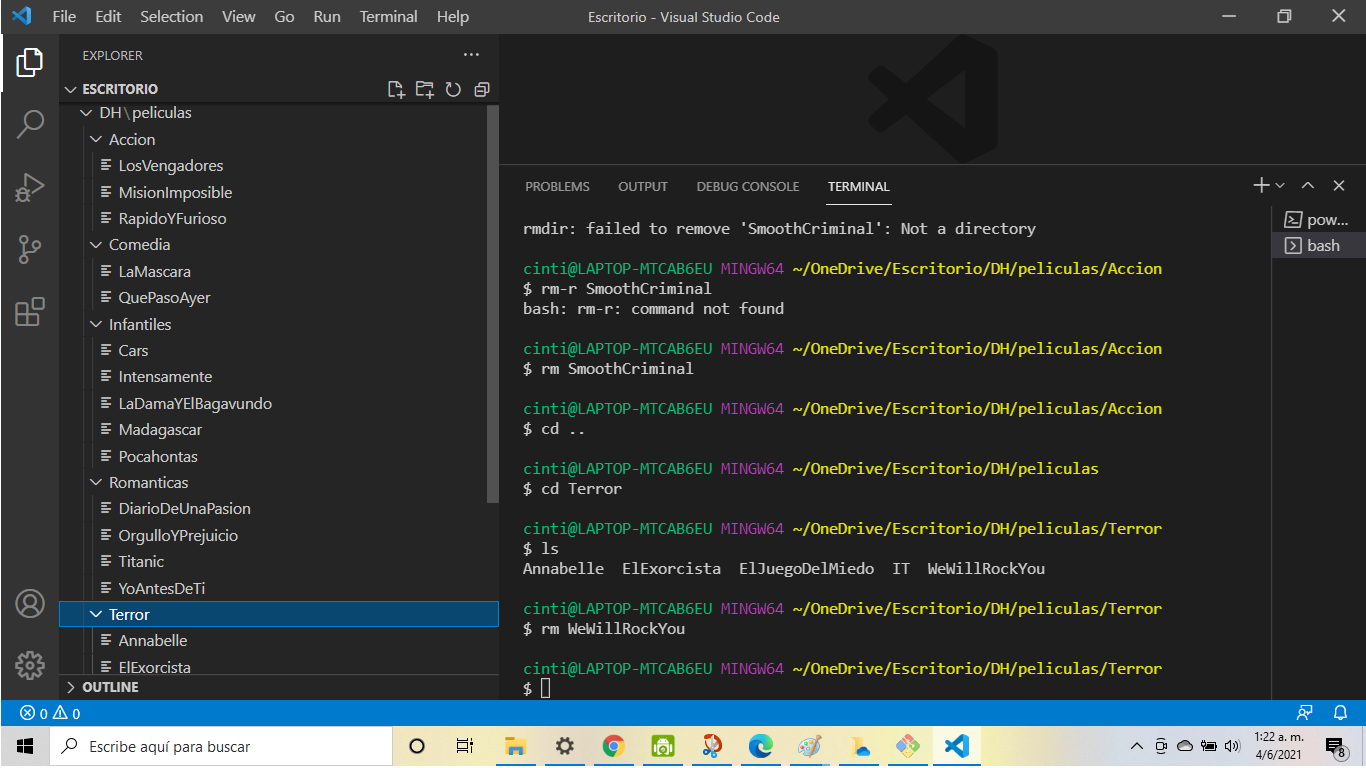 File Edit Selection View Go Run Terminal Help
Escritorio - Visual Studio Code
EXPLORER
ESCRITORIO
DH\peliculas
Accion
LosVengadores
MisionImposible
RapidoYFurioso
Comedia
LaMascara
QuePasoAyer
Infantiles
Cars
Intensamente
LaDamaYElBagavundo
Madagascar
Pocahontas
Romanticas
DiarioDeUnaPasion
OrgulloYPrejuicio
Titanic
YoAntesDeTi
Terror
Annabelle
ElExorcista
OUTLINE
PROBLEMS OUTPUT DEBUG CONSOLE TERMINAL
rmdir: failed to remove 'SmoothCriminal': Not a directory
cinti@LAPTOP-MTCAB6EU MINGW64 ~/OneDrive/Escritorio/DH/peliculas/Accion
$ rm-r SmoothCriminal
bash: rm-r: command not found
cinti@LAPTOP-MTCAB6EU MINGW64 ~/OneDrive/Escritorio/DH/peliculas/Accion
$ rm SmoothCriminal
cinti@LAPTOP-MTCAB6EU MINGW64 ~/OneDrive/Escritorio/DH/peliculas/Accion
$ cd ..
cinti@LAPTOP-MTCAB6EU MINGW64 ~/OneDrive/Escritorio/DH/peliculas
$ cd Terror
cinti@LAPTOP-MTCAB6EU MINGW64 ~/OneDrive/Escritorio/DH/peliculas/Terror
$ ls
Annabelle ElExorcista ElJuegoDelMiedo IT WeWillRockYou
cinti@LAPTOP-MTCAB6EU MINGW64 ~/OneDrive/Escritorio/DH/peliculas/Terror
$ rm WeWillRockYou
cinti@LAPTOP-MTCAB6EU MINGW64 ~/OneDrive/Escritorio/DH/peliculas/Terror
$
pow...
bash
0 0
Escribe aquí para buscar
1:22 a. m.
4/6/2021
8